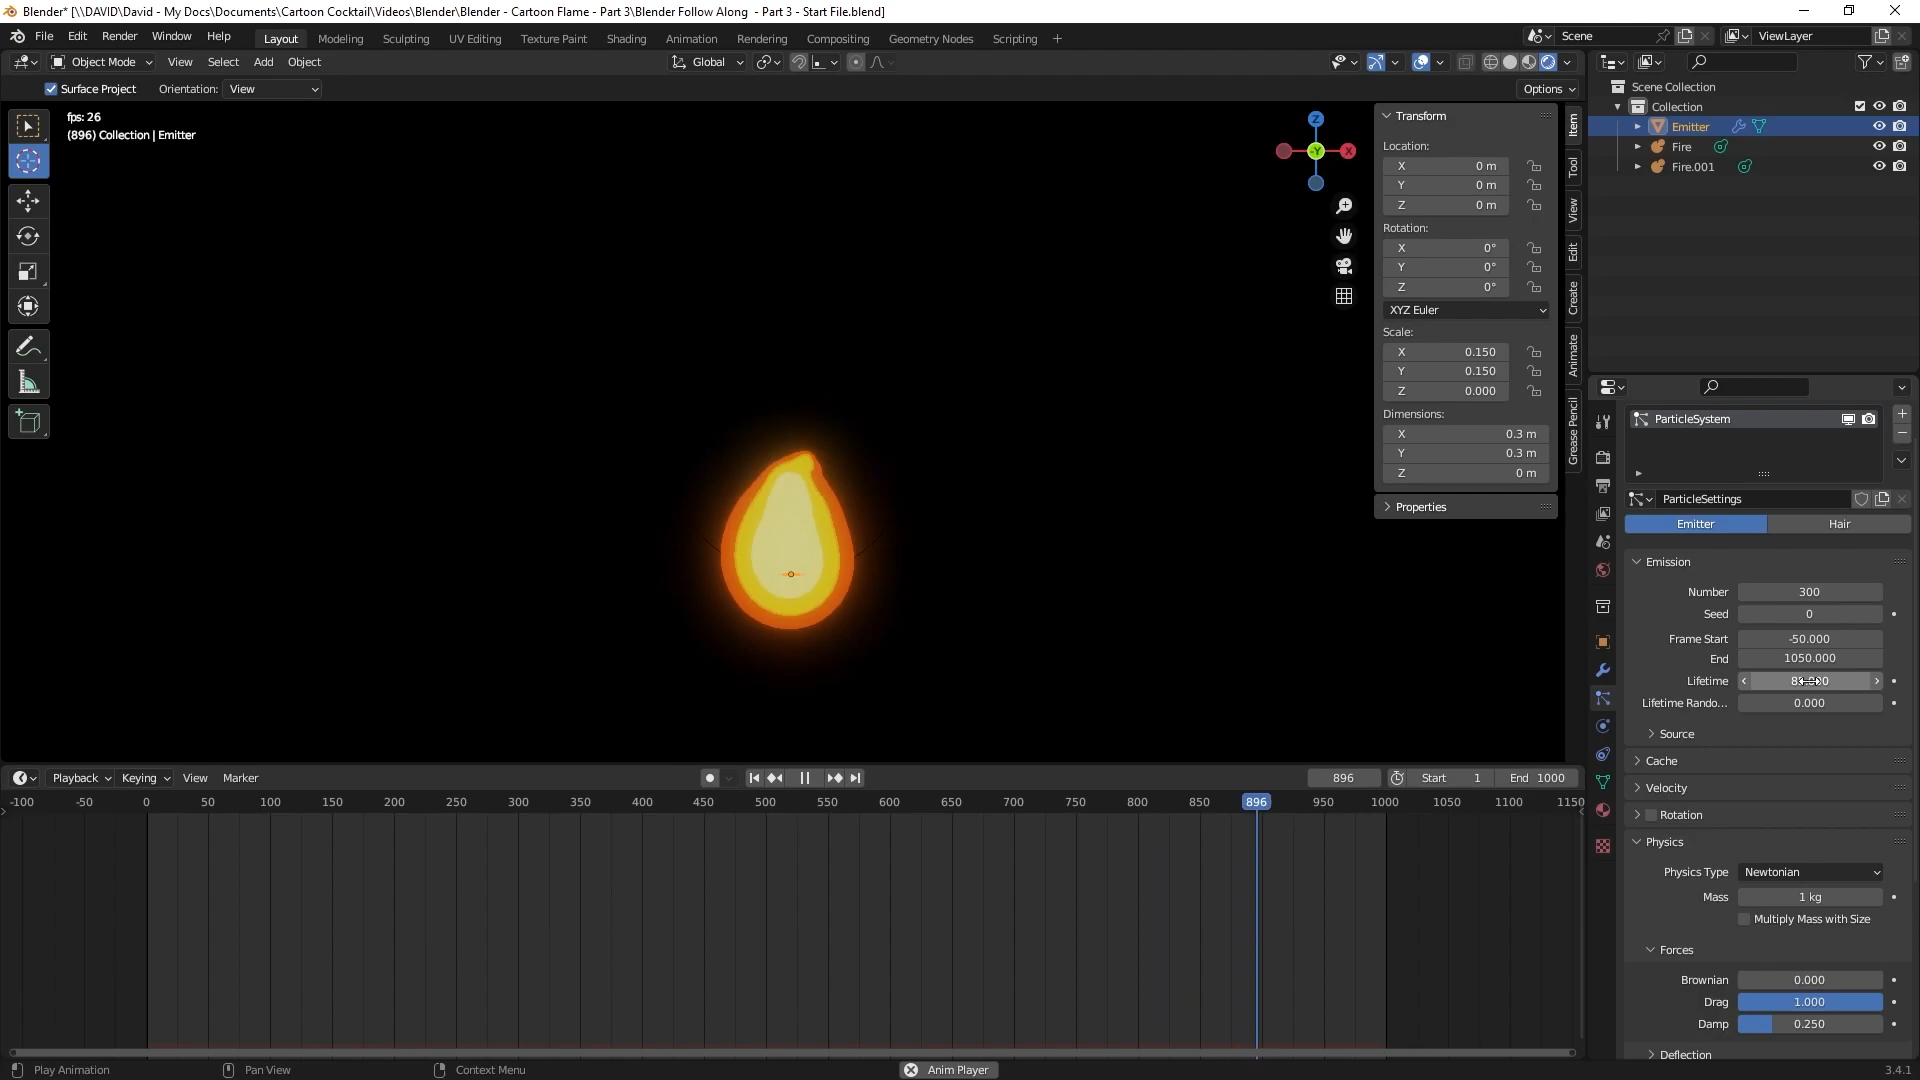 Blender* [\\DAVID\David - My Docs\Documents\Cartoon Cocktail\Videos\Blender\Blender - Cartoon Flame - Part 3\Blender Follow Along  - Part 3 - Start File.blend]
File Edit Render Window Help Layout Modeling Sculpting UV Editing Texture Paint Shading Animation Rendering Compositing Geometry Nodes Scripting + Scene ViewLayer
Object Mode View Select Add Object Global
Surface Project Orientation: View Options
fps: 26
(896) Collection | Emitter
Z
-Y
X
Transform
Location:
X 0 m
Y 0 m
Z 0 m
Rotation:
X 0°
Y 0°
Z 0°
XYZ Euler
Scale:
X 0.150
Y 0.150
Z 0.000
Dimensions:
X 0.3 m
Y 0.3 m
Z 0 m
Properties
Item
Tool
View
Edit
Create
Animate
Grease Pencil
Scene Collection
Collection
Emitter
Fire
Fire.001
ParticleSystem
ParticleSettings
Emitter Hair
Emission
Number 300
Seed 0
Frame Start -50.000
End 1050.000
Lifetime
Lifetime Rando... 0.000
Source
Cache
Velocity
Rotation
Physics
Physics Type Newtonian
Mass 1 kg
Multiply Mass with Size
Forces
Brownian 0.000
Drag 1.000
Damp 0.250
Deflection
Playback Keying View Marker 896 Start 1 End 1000
-100 -50 0 50 100 150 200 250 300 350 400 450 500 550 600 650 700 750 800 850 896 950 1000 1050 1100 1150
Play Animation Pan View Context Menu Anim Player 3.4.1